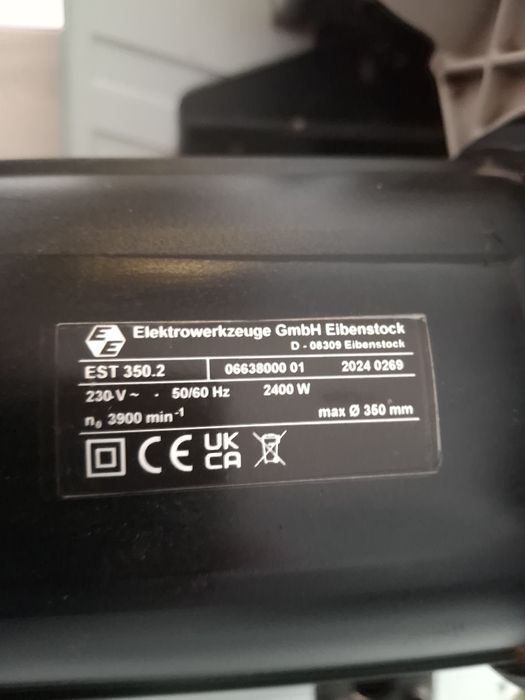 EE Elektrowerkzeuge GmbH Eibenstock
D - 08309 Eibenstock
EST 350.2 06638000 01 2024 0269
230 V ~ - 50/60 Hz 2400 W
n₀ 3900 min⁻¹ max Ø 350 mm
CE UK CA